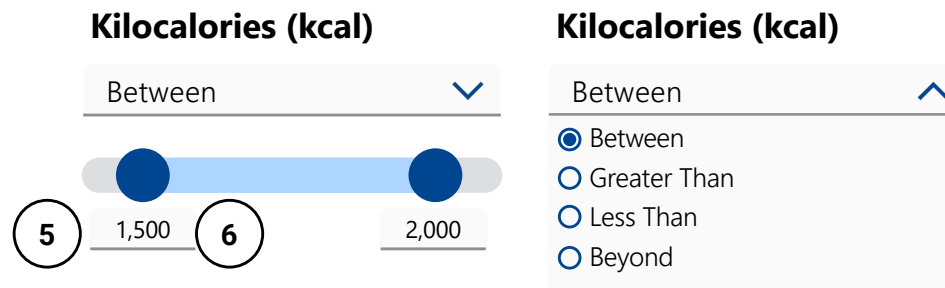 Kilocalories (kcal)
Between
5 1,500 6 2,000
Kilocalories (kcal)
Between
Between
Greater Than
Less Than
Beyond